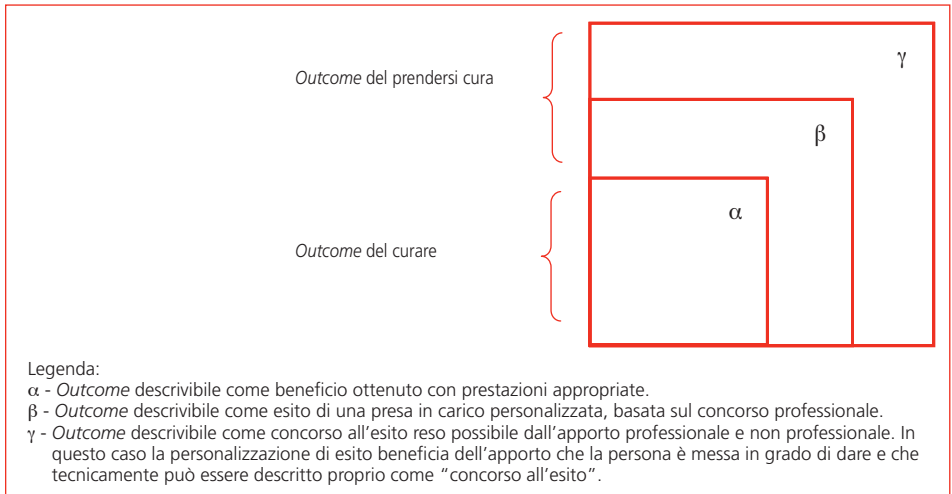 Outcome del prendersi cura
γ
β
α
Outcome del curare
Legenda:
α - Outcome descrivibile come beneficio ottenuto con prestazioni appropriate.
β - Outcome descrivibile come esito di una presa in carico personalizzata, basata sul concorso professionale.
γ - Outcome descrivibile come concorso all'esito reso possibile dall'apporto professionale e non professionale. In
questo caso la personalizzazione di esito beneficia dell'apporto che la persona è messa in grado di dare e che
tecnicamente può essere descritto proprio come “concorso all'esito”.